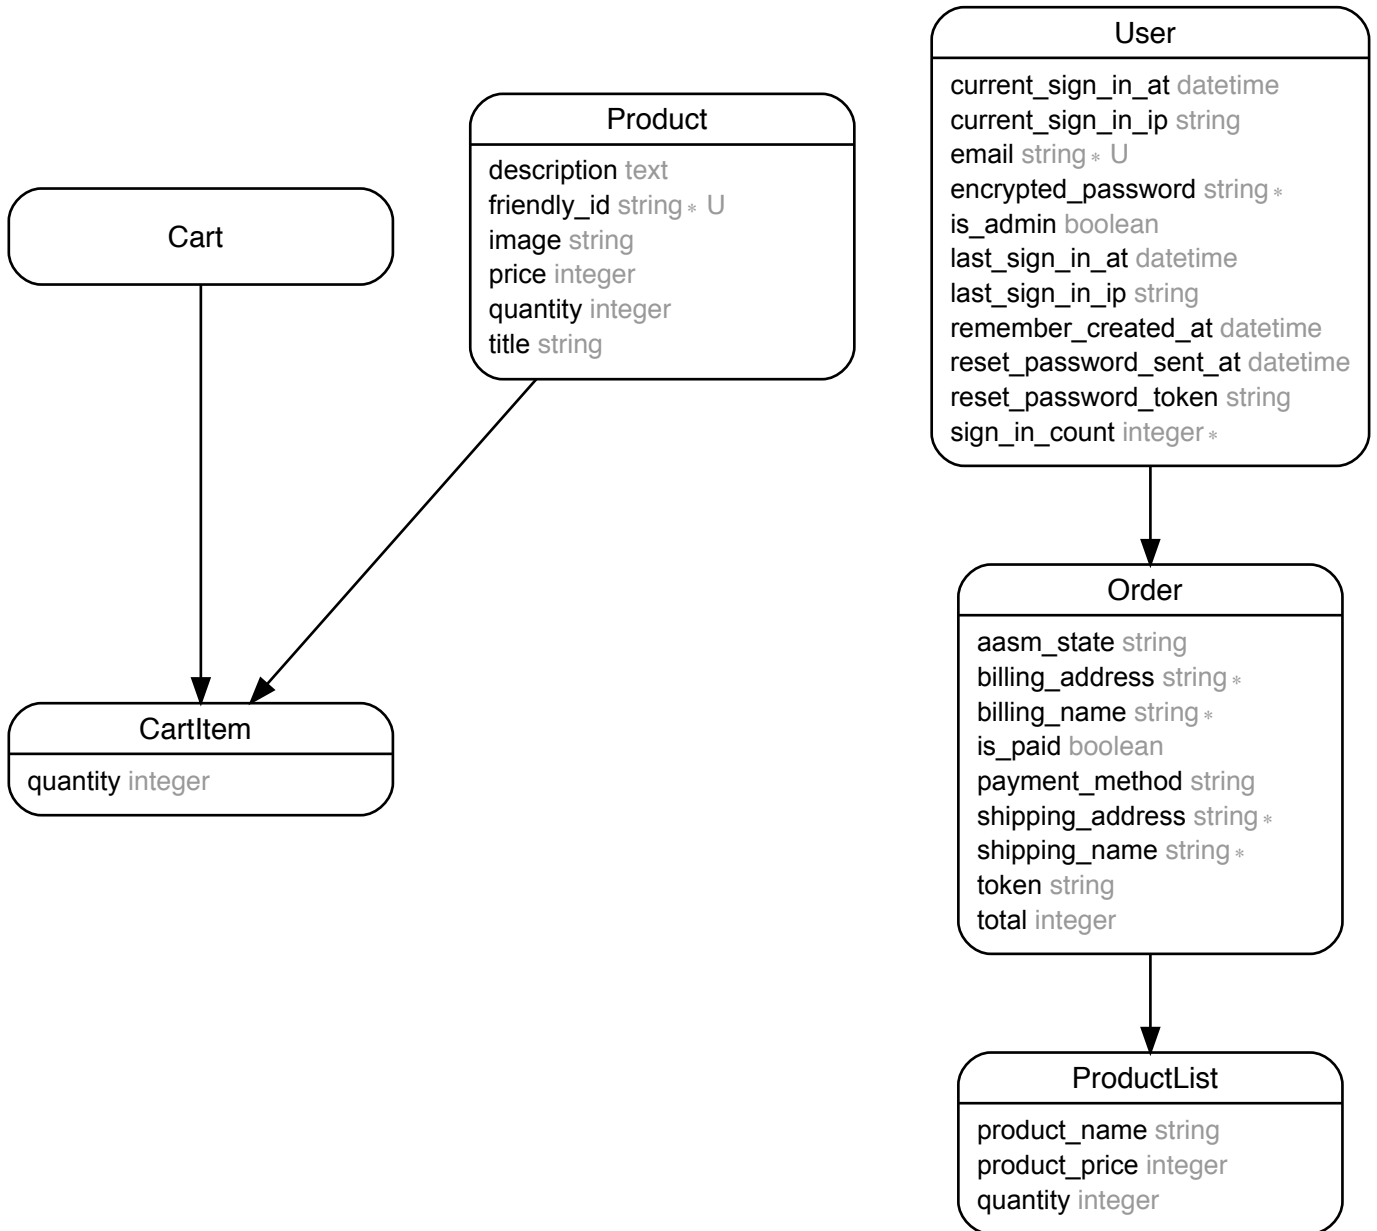 Cart
Product
description text
friendly_id string * U
image string
price integer
quantity integer
title string
User
current_sign_in_at datetime
current_sign_in_ip string
email string * U
encrypted_password string *
is_admin boolean
last_sign_in_at datetime
last_sign_in_ip string
remember_created_at datetime
reset_password_sent_at datetime
reset_password_token string
sign_in_count integer *
CartItem
quantity integer
Order
aasm_state string
billing_address string *
billing_name string *
is_paid boolean
payment_method string
shipping_address string *
shipping_name string *
token string
total integer
ProductList
product_name string
product_price integer
quantity integer